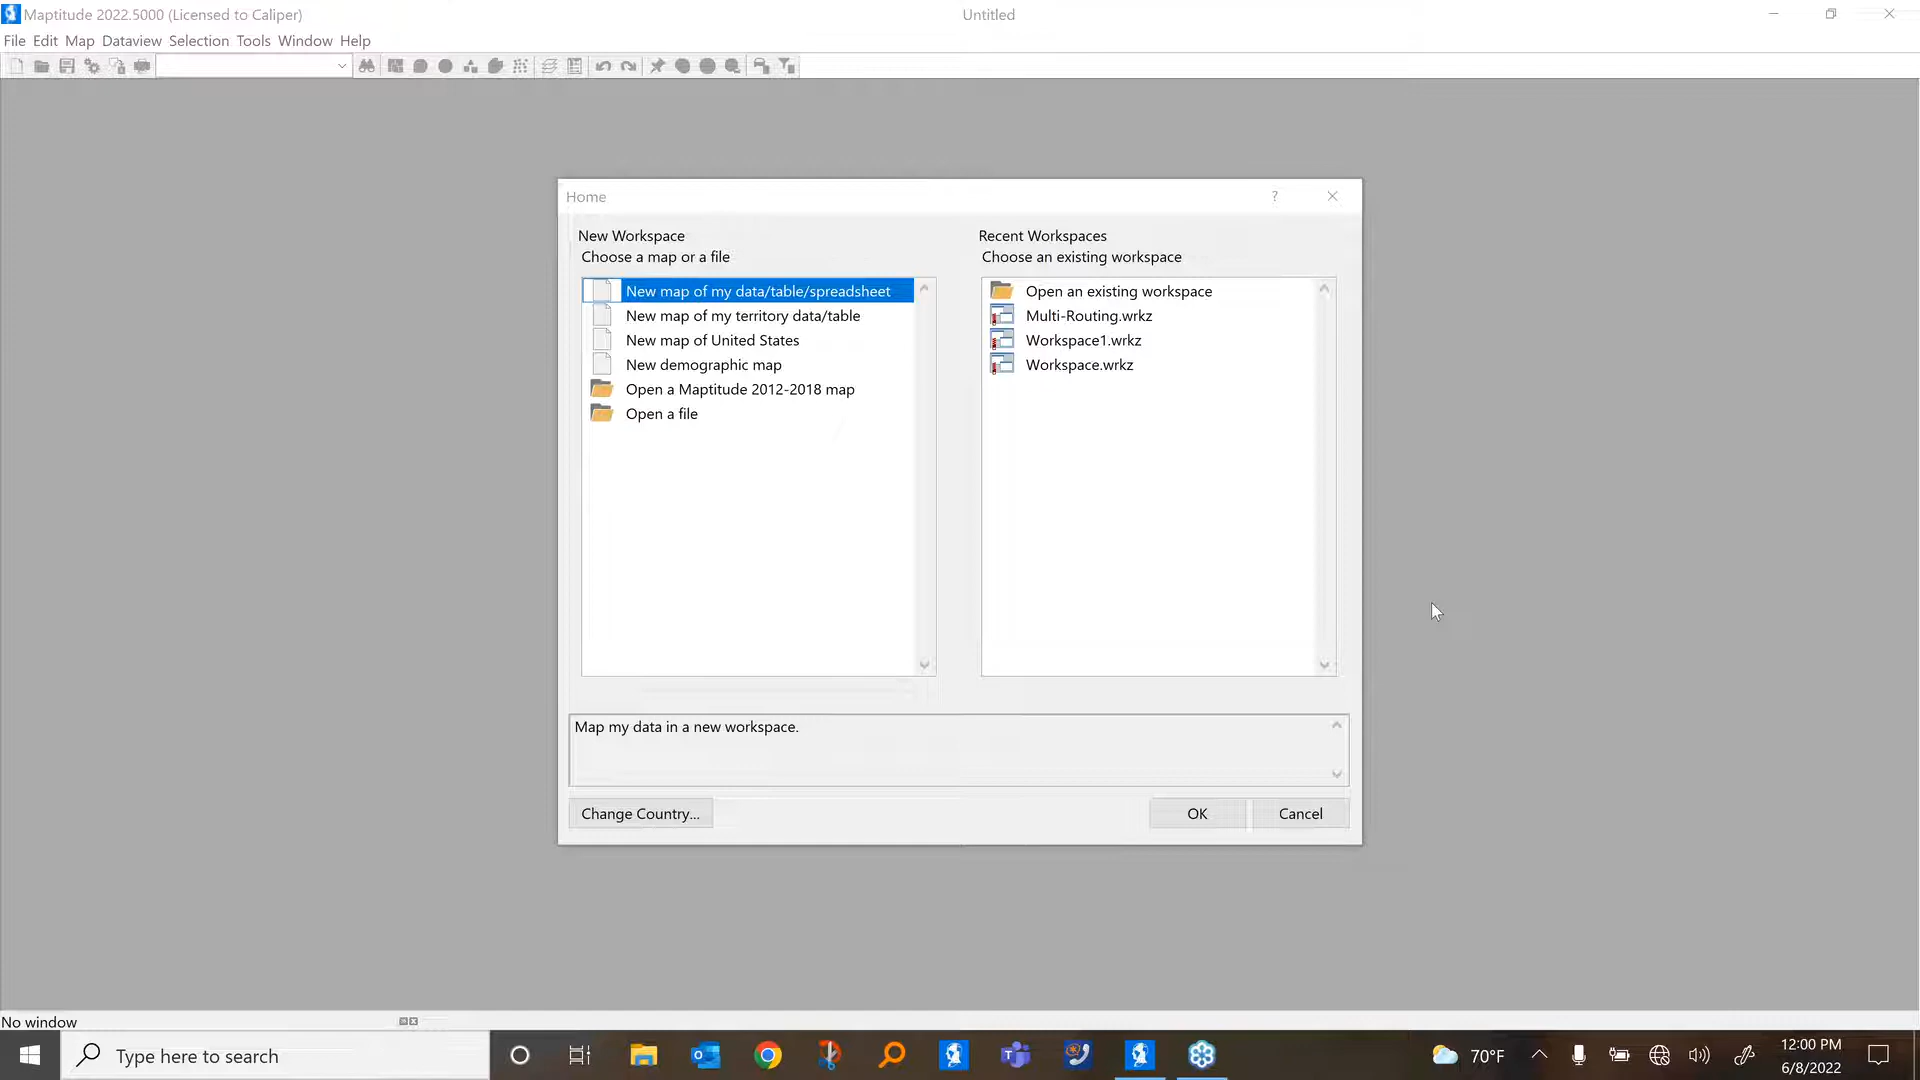 Maptitude 2022.5000 (Licensed to Caliper)
Untitled
File Edit Map Dataview Selection Tools Window Help
Home
?
New Workspace
Choose a map or a file
New map of my data/table/spreadsheet
New map of my territory data/table
New map of United States
New demographic map
Open a Maptitude 2012-2018 map
Open a file
Recent Workspaces
Choose an existing workspace
Open an existing workspace
Multi-Routing.wrkz
Workspace1.wrkz
Workspace.wrkz
Map my data in a new workspace.
Change Country...
OK
Cancel
No window
Type here to search
70°F
12:00 PM
6/8/2022